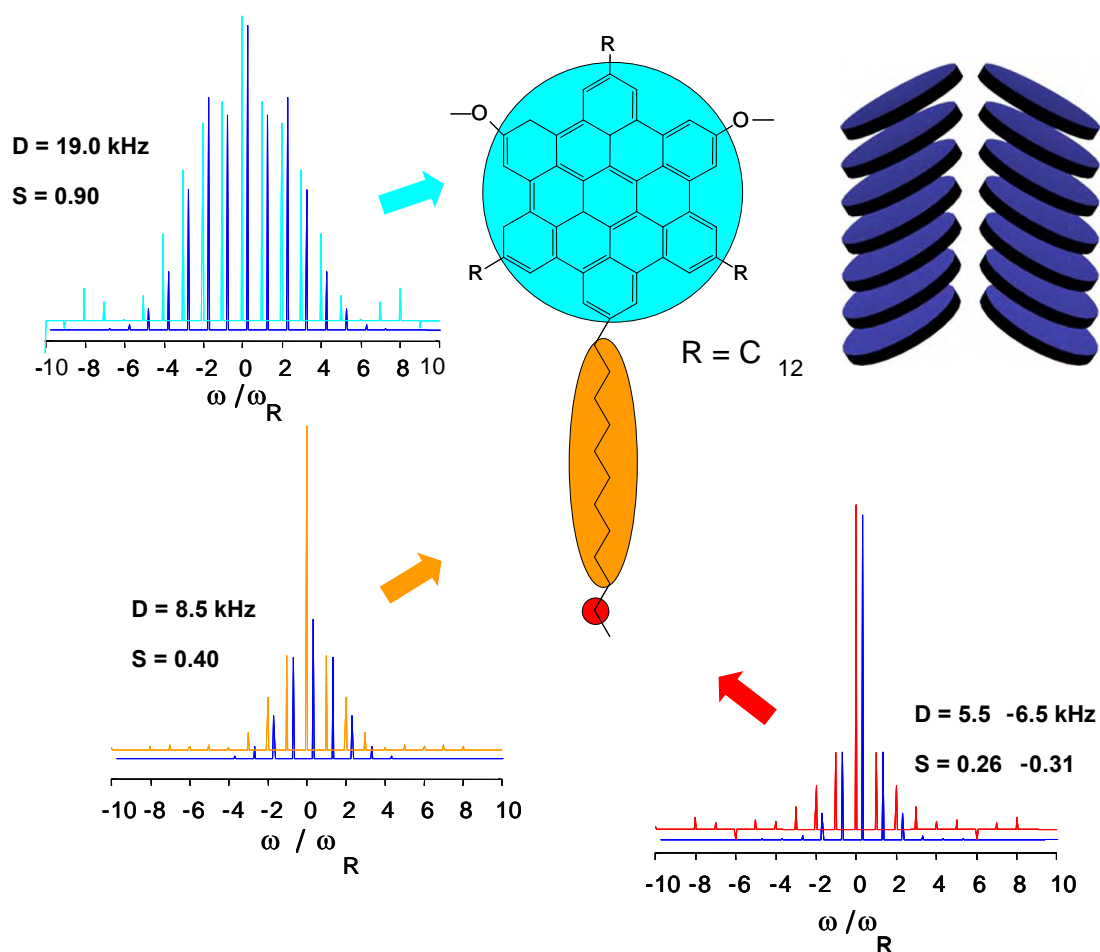 D = 19.0 kHz
S = 0.90
-10 -8 -6 -4 -2 0 2 4 6 8 10
ω /ω
R
R
—O
O—
R
R
R = C 12
D = 8.5 kHz
S = 0.40
-10 -8 -6 -4 -2 0 2 4 6 8 10
ω / ω
R
D = 5.5 -6.5 kHz
S = 0.26 -0.31
-10 -8 -6 -4 -2 0 2 4 6 8 10
ω /ω
R